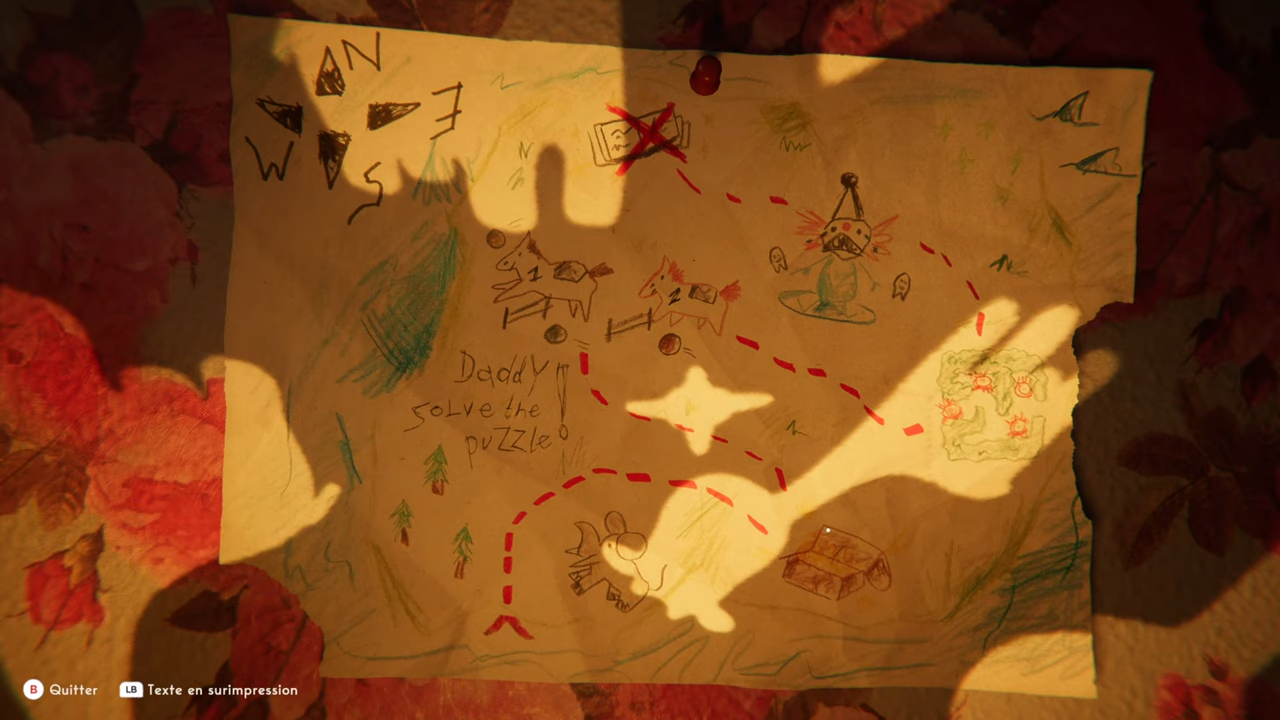 N
W E
S
1
2
Daddy
solve the
puzzle!
B Quitter LB Texte en surimpression